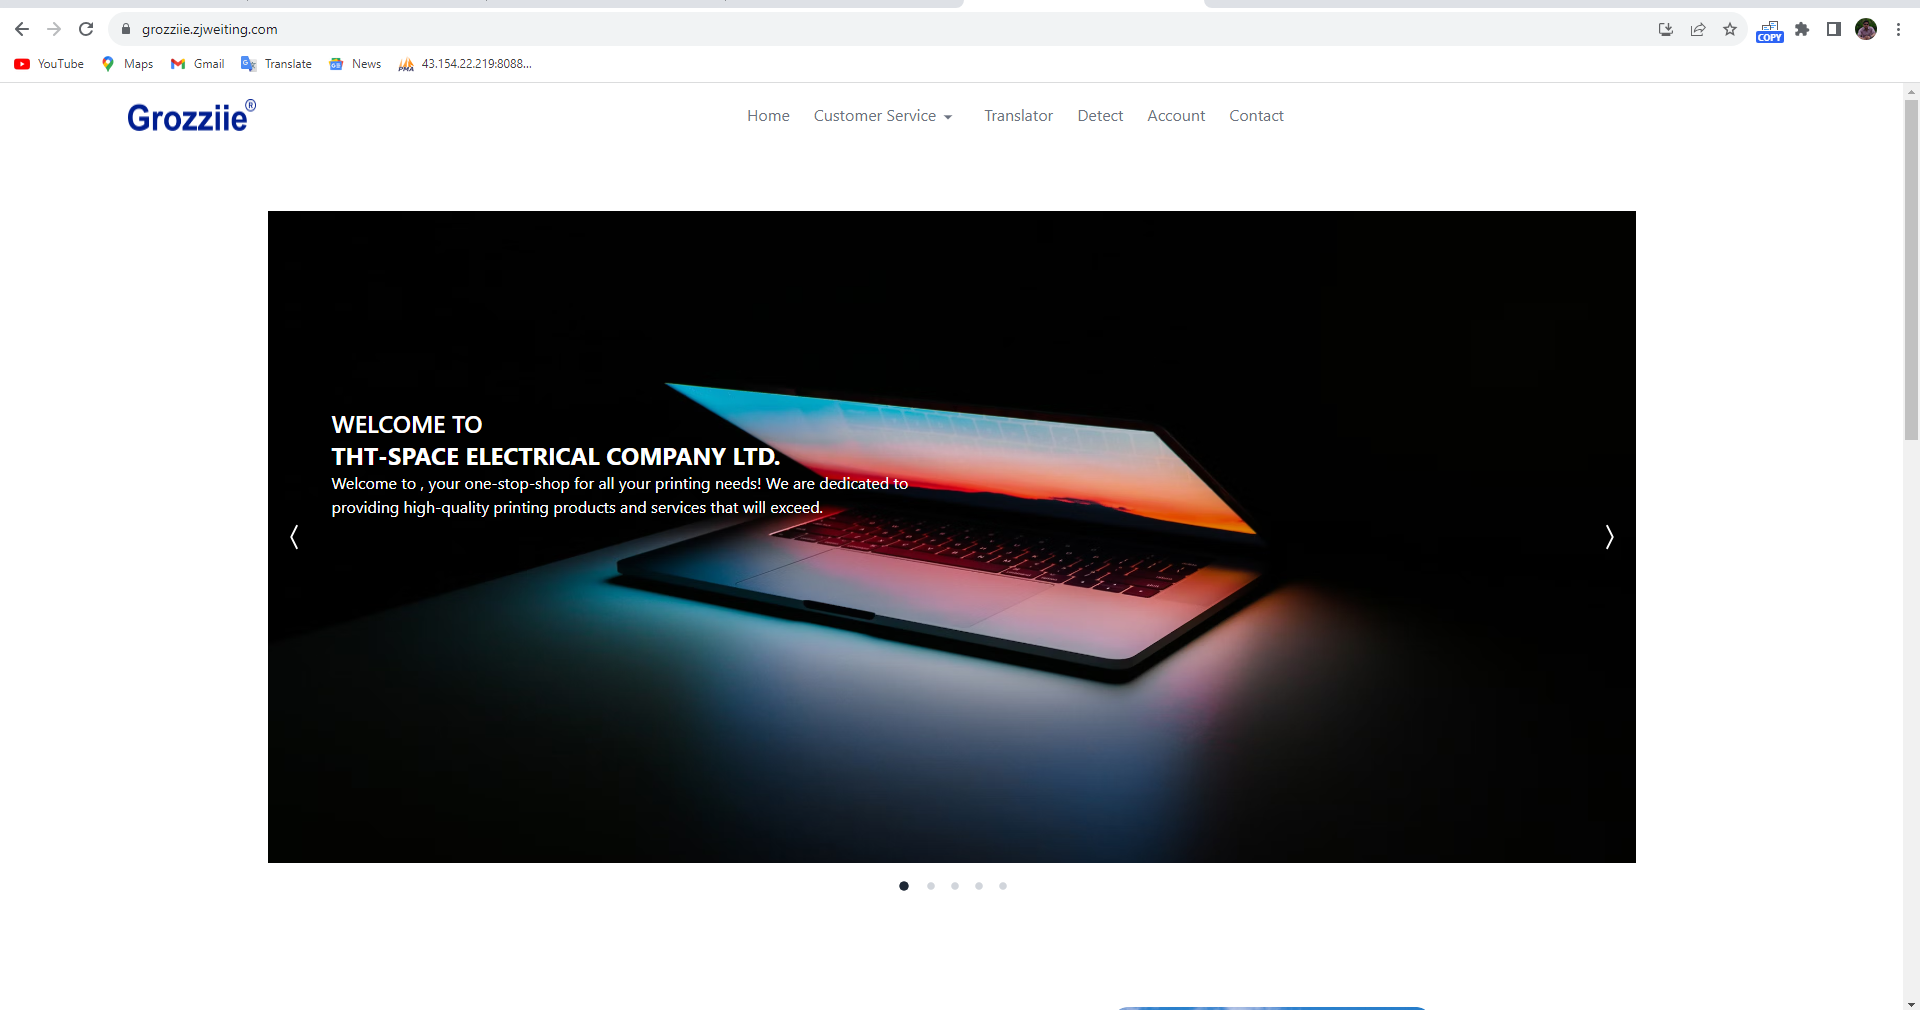 grozziie.zjweiting.com
COPY
YouTube
Maps
Gmail
Translate
News
PMA
43.154.22.219:8088...
Grozziie®
Home
Customer Service
Translator
Detect
Account
Contact
WELCOME TO
THT-SPACE ELECTRICAL COMPANY LTD.
Welcome to , your one-stop-shop for all your printing needs! We are dedicated to
providing high-quality printing products and services that will exceed.